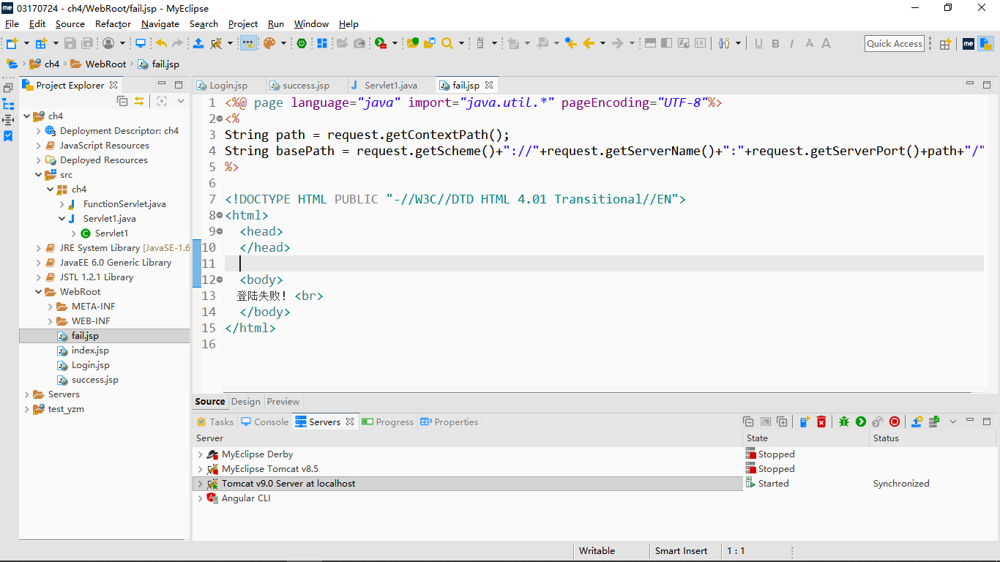 03170724 - ch4/WebRoot/fail.jsp - MyEclipse
File Edit Source Refactor Navigate Search Project Run Window Help
Quick Access
ch4 WebRoot fail.jsp
Project Explorer
ch4
Deployment Descriptor: ch4
JavaScript Resources
Deployed Resources
src
ch4
FunctionServlet.java
Servlet1.java
Servlet1
JRE System Library [JavaSE-1.6
JavaEE 6.0 Generic Library
JSTL 1.2.1 Library
WebRoot
META-INF
WEB-INF
fail.jsp
index.jsp
Login.jsp
success.jsp
Servers
test_yzm
Login.jsp success.jsp Servlet1.java fail.jsp
1 <%@ page language="java" import="java.util.*" pageEncoding="UTF-8"%>
2 <%
3 String path = request.getContextPath();
4 String basePath = request.getScheme()+"://"+request.getServerName()+":"+request.getServerPort()+path+"/"
5 %>
6
7 <!DOCTYPE HTML PUBLIC "-//W3C//DTD HTML 4.01 Transitional//EN">
8 <html>
9 <head>
10 </head>
11
12 <body>
13 登陆失败! <br>
14 </body>
15 </html>
16
Source Design Preview
Tasks Console Servers Progress Properties
Server State Status
MyEclipse Derby Stopped
MyEclipse Tomcat v8.5 Stopped
Tomcat v9.0 Server at localhost Started Synchronized
Angular CLI
Writable Smart Insert 1 : 1